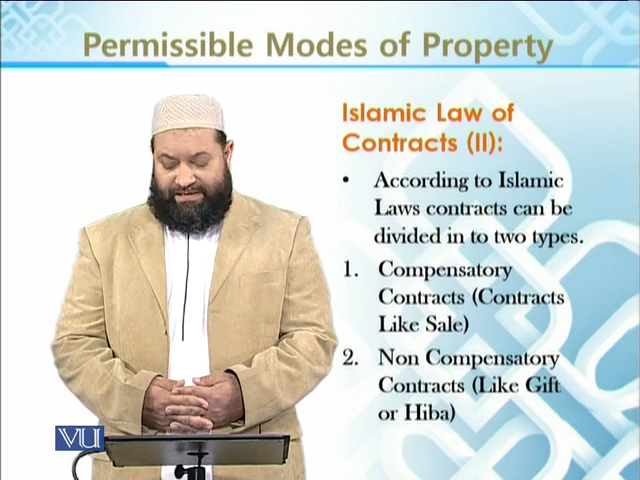 Permissible Modes of Property
Islamic Law of
Contracts (II):
• According to Islamic
Laws contracts can be
divided in to two types.
1. Compensatory
Contracts (Contracts
Like Sale)
2. Non Compensatory
Contracts (Like Gift
or Hiba)
VU